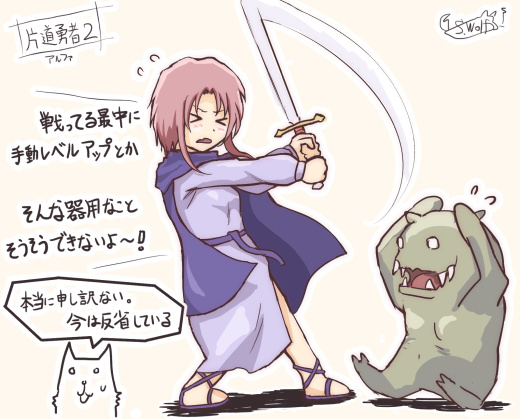 片道勇者2
アルファ
S.Wolf's
戦ってる最中に
手動レベルアップとか
そんな器用なこと
そうそうできないよ〜!
本当に申し訳ない。
今は反省している